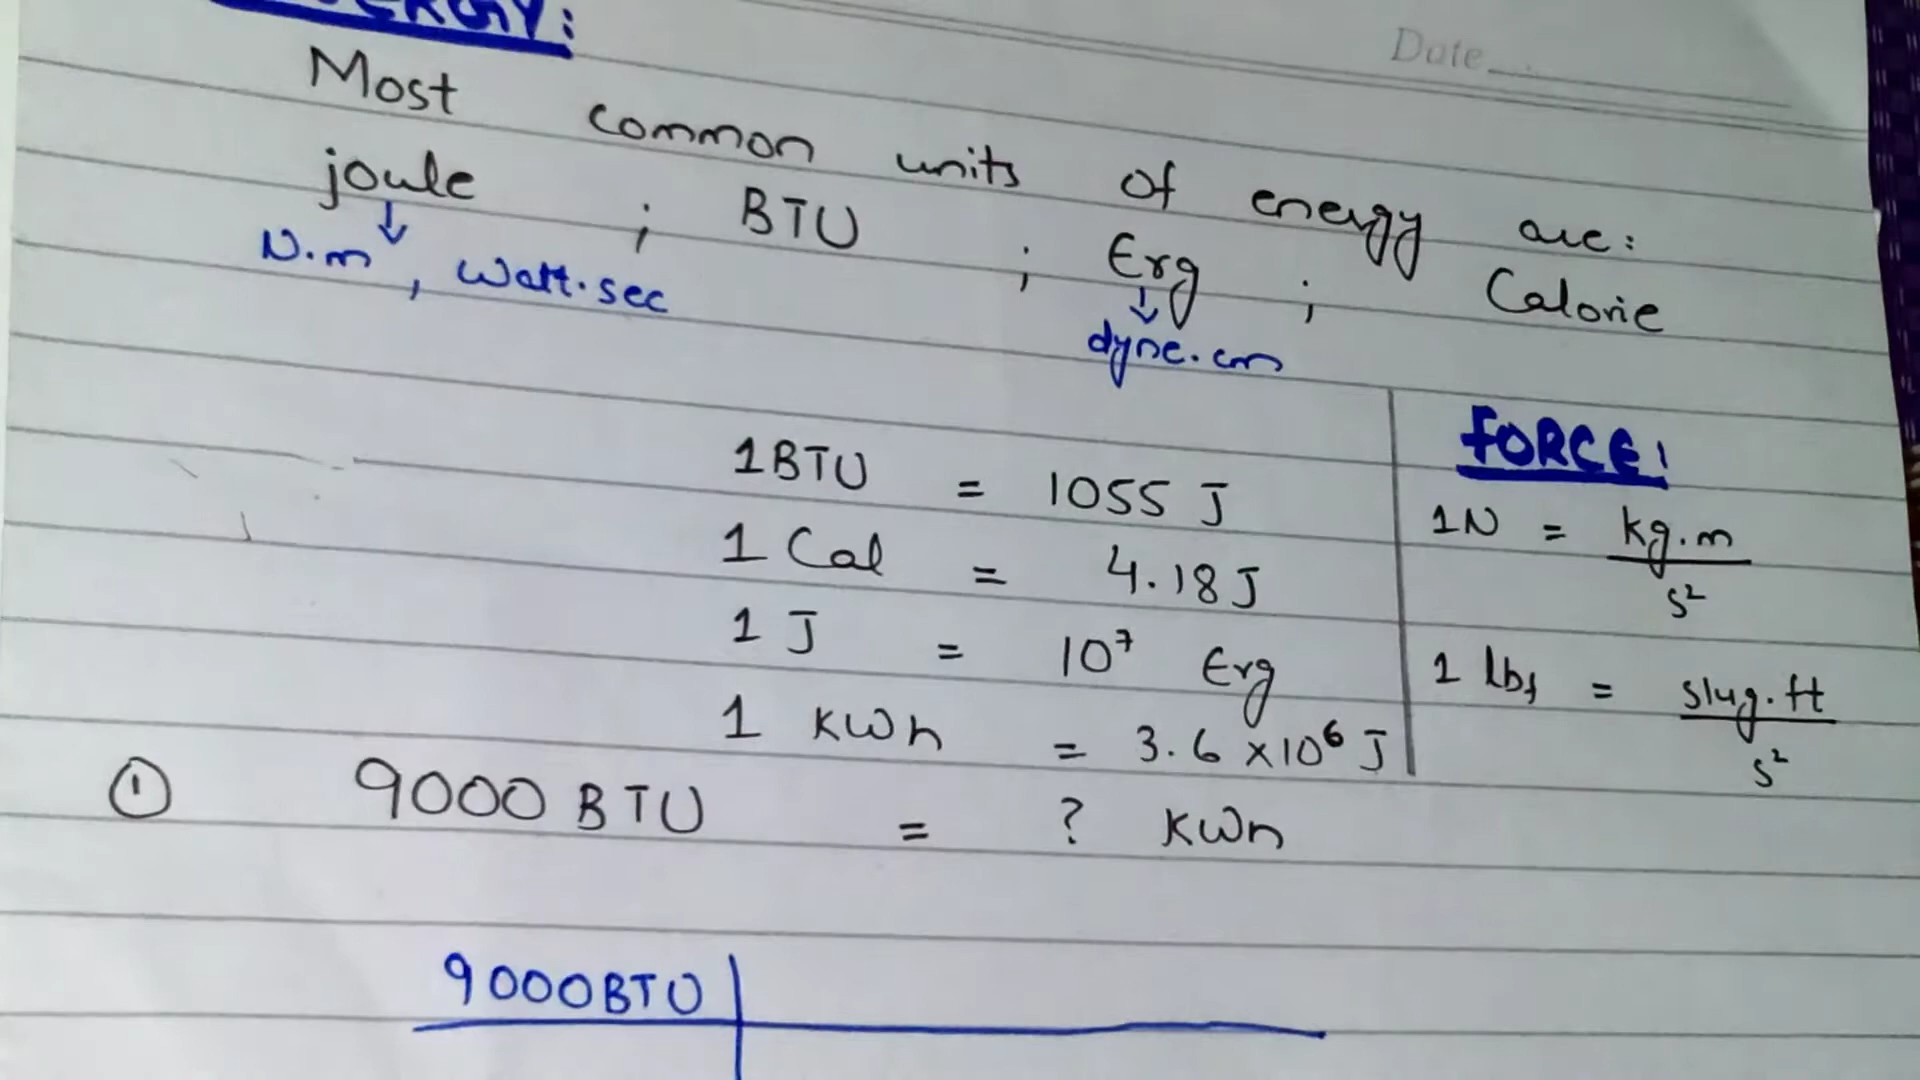 Date
Most common units of energy are:
joule ; BTU ; Erg ; Calorie
N.m , Watt.sec
dyne.cm
1BTU = 1055 J
1 Cal = 4.18J
1 J = 10⁷ Erg
1 KWh = 3.6 ×10⁶ J
FORCE:
1N = kg.m
s²
1 lbf = slug.ft
s²
① 9000 BTU = ? KWh
9000BTU